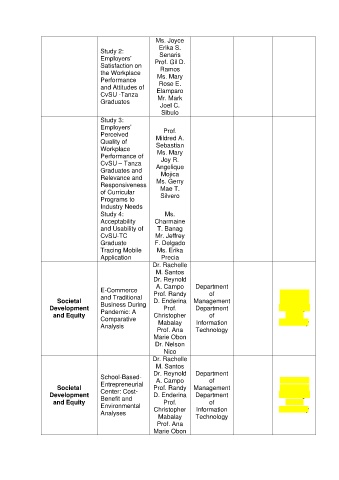 Study 2:
Employers'
Satisfaction on
the Workplace
Performance
and Attitudes of
CvSU -Tanza
Graduates
Ms. Joyce
Erika S.
Senaris
Prof. Gil D.
Ramos
Ms. Mary
Rose E.
Elamparo
Mr. Mark
Joel C.
Sibulo
Study 3:
Employers'
Perceived
Quality of
Workplace
Performance of
CvSU – Tanza
Graduates and
Relevance and
Responsiveness
of Curricular
Programs to
Industry Needs
Prof.
Mildred A.
Sebastian
Ms. Mary
Joy R.
Angelique
Mojica
Ms. Gerry
Mae T.
Silvero
Study 4:
Acceptability
and Usability of
CvSU-TC
Graduate
Tracing Mobile
Application
Ms.
Charmaine
T. Banag
Mr. Jeffrey
F. Delgado
Ms. Erika
Precia
Societal
Development
and Equity
E-Commerce
and Traditional
Business During
Pandemic: A
Comparative
Analysis
Dr. Rachelle
M. Santos
Dr. Reynold
A. Campo
Prof. Randy
D. Enderina
Prof.
Christopher
Mabalay
Prof. Ana
Marie Obon
Dr. Nelson
Nico
Department
of
Management
Department
of
Information
Technology
Societal
Development
and Equity
School-Based-
Entrepreneurial
Center: Cost-
Benefit and
Environmental
Analyses
Dr. Rachelle
M. Santos
Dr. Reynold
A. Campo
Prof. Randy
D. Enderina
Prof.
Christopher
Mabalay
Prof. Ana
Marie Obon
Department
of
Management
Department
of
Information
Technology